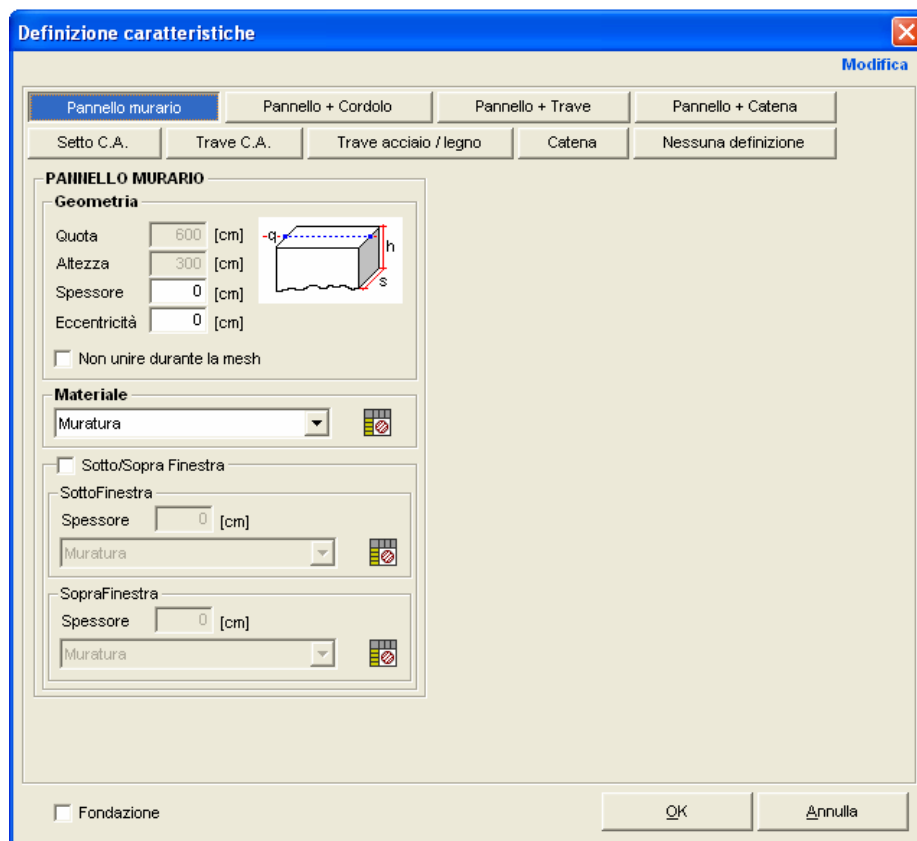 Definizione caratteristiche
Modifica
Pannello murario Pannello + Cordolo Pannello + Trave Pannello + Catena
Setto C.A. Trave C.A. Trave acciaio / legno Catena Nessuna definizione
PANNELLO MURARIO
Geometria
Quota 600 [cm]
Altezza 300 [cm]
Spessore 0 [cm]
Eccentricità 0 [cm]
q h s
Non unire durante la mesh
Materiale
Muratura
Sotto/Sopra Finestra
SottoFinestra
Spessore 0 [cm]
Muratura
SopraFinestra
Spessore 0 [cm]
Muratura
Fondazione OK Annulla